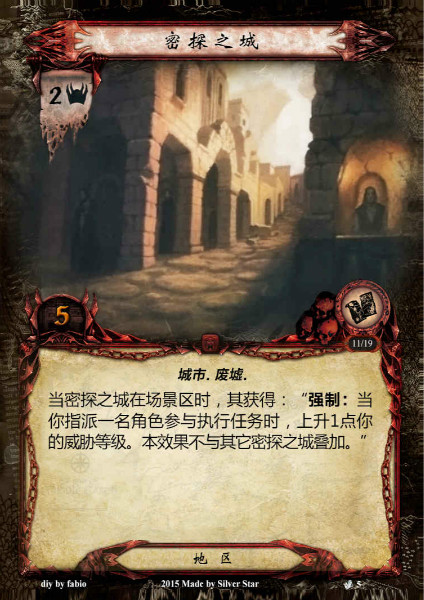 密探之城
2
5
11/19
城市. 废墟.
当密探之城在场景区时，其获得：“强制：当
你指派一名角色参与执行任务时，上升1点你
的威胁等级。本效果不与其它密探之城叠加。”
地 区
diy by fabio 2015 Made by Silver Star 5